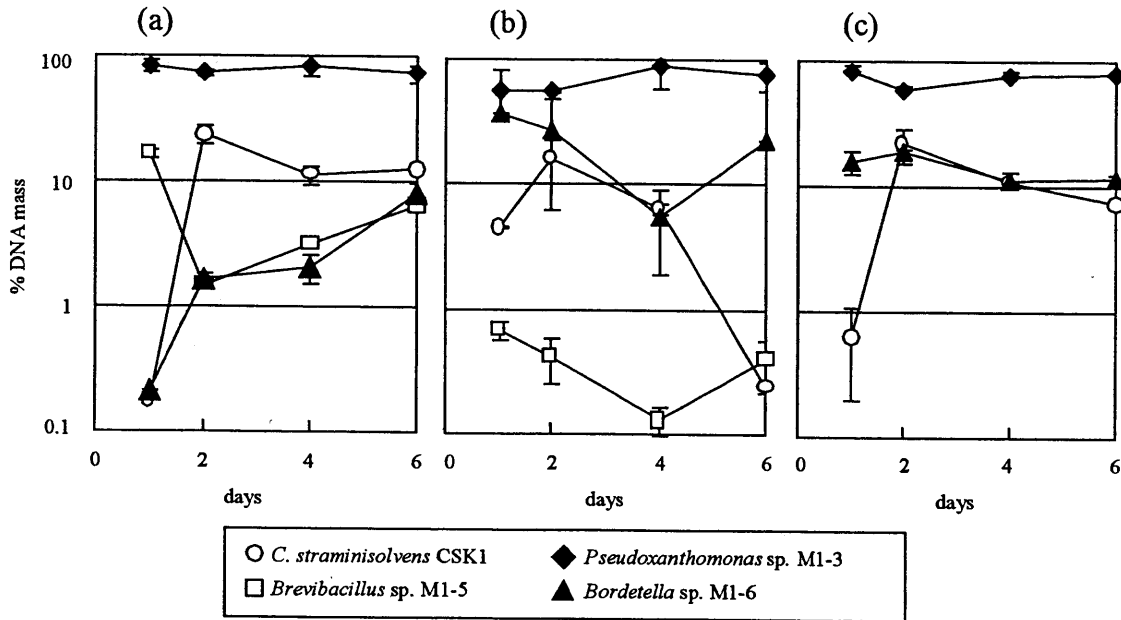 (a) (b) (c)
% DNA mass
100
10
1
0.1
0 2 4 6 0 2 4 6 0 2 4 6
days days days
C. straminisolvens CSK1 Pseudoxanthomonas sp. M1-3
Brevibacillus sp. M1-5 Bordetella sp. M1-6